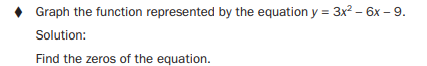 ♦ Graph the function represented by the equation y = 3x² – 6x – 9.
Solution:
Find the zeros of the equation.